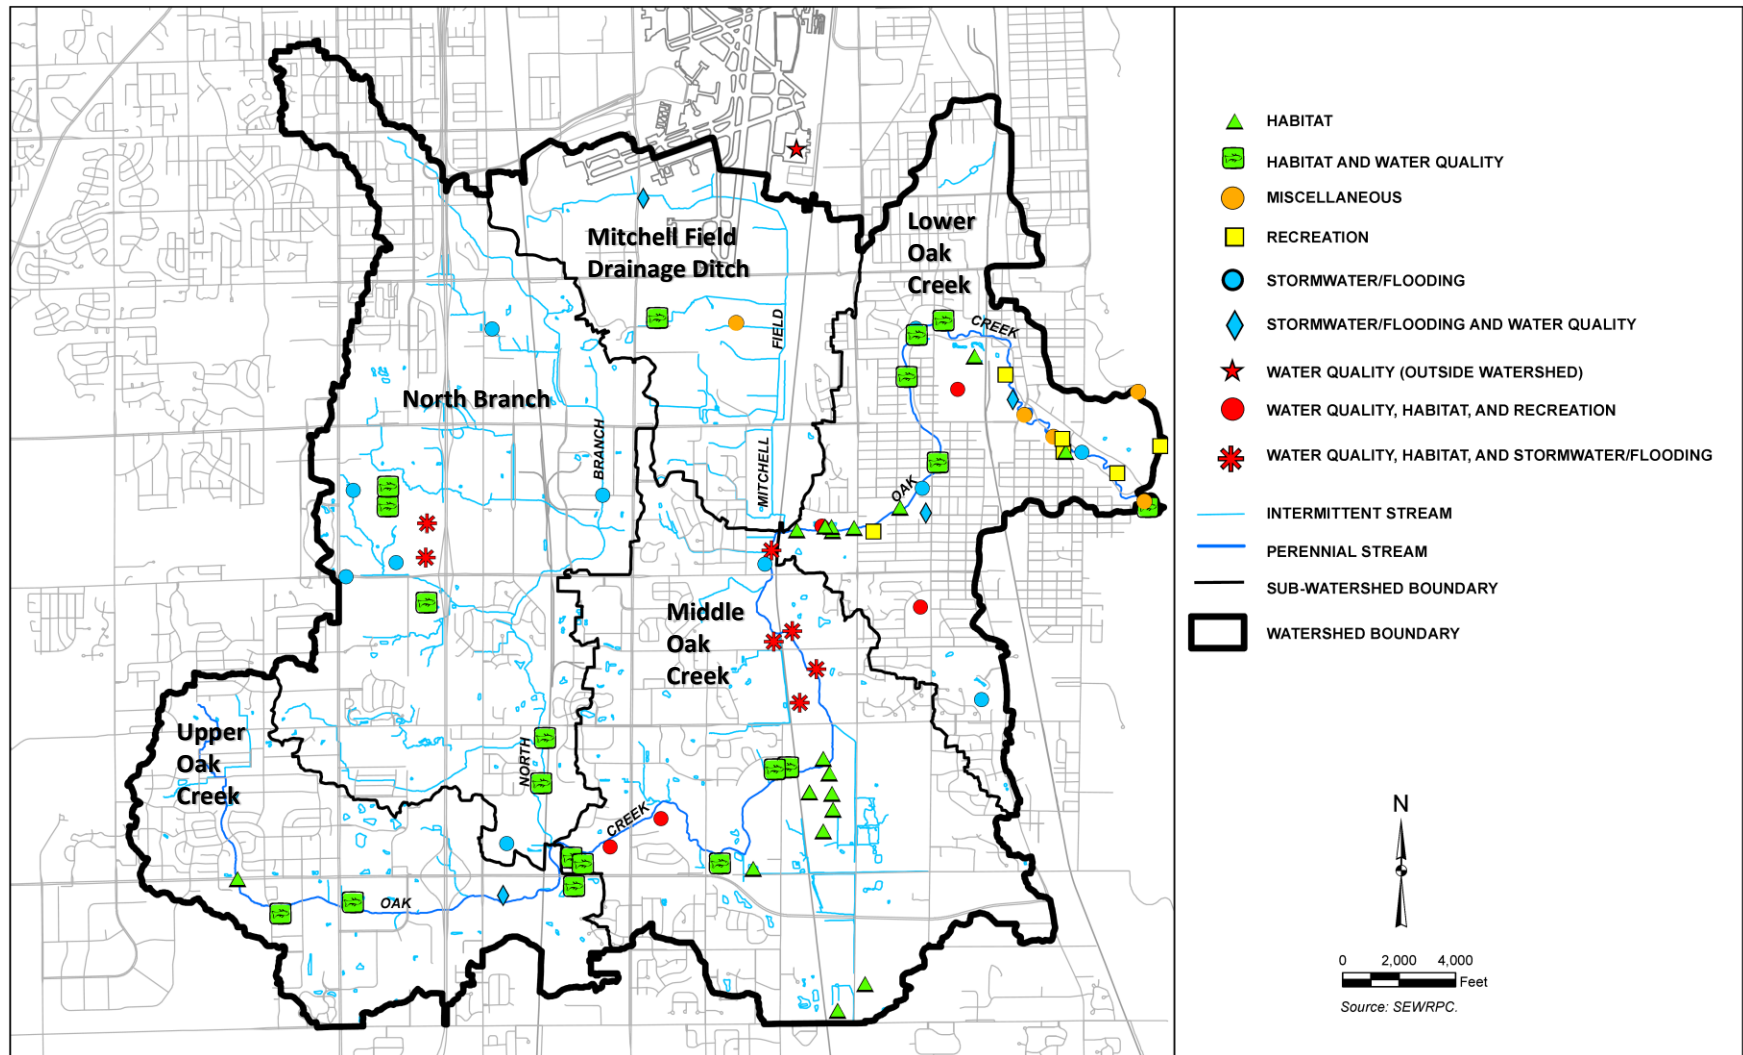 Mitchell Field
Drainage Ditch
Lower
Oak
Creek
CREEK
FIELD
North Branch
BRANCH
MITCHELL
OAK
Middle
Oak
Creek
Upper
Oak
Creek
NORTH
CREEK
OAK
HABITAT
HABITAT AND WATER QUALITY
MISCELLANEOUS
RECREATION
STORMWATER/FLOODING
STORMWATER/FLOODING AND WATER QUALITY
WATER QUALITY (OUTSIDE WATERSHED)
WATER QUALITY, HABITAT, AND RECREATION
WATER QUALITY, HABITAT, AND STORMWATER/FLOODING
INTERMITTENT STREAM
PERENNIAL STREAM
SUB-WATERSHED BOUNDARY
WATERSHED BOUNDARY
N
0 2,000 4,000
Feet
Source: SEWRPC.